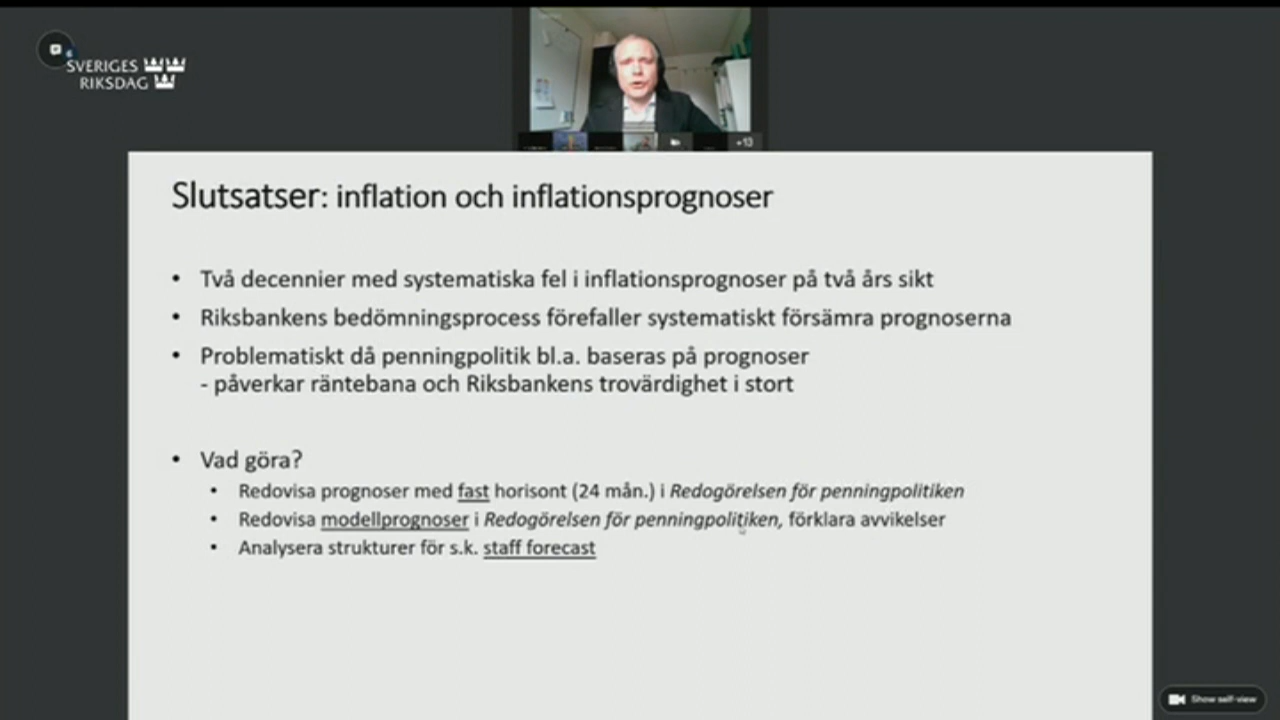 SVERIGES
RIKSDAG
+13
Slutsatser: inflation och inflationsprognoser
• Två decennier med systematiska fel i inflationsprognoser på två års sikt
• Riksbankens bedömningsprocess förefaller systematiskt försämra prognoserna
• Problematiskt då penningpolitik bl.a. baseras på prognoser
- påverkar räntebana och Riksbankens trovärdighet i stort
• Vad göra?
• Redovisa prognoser med fast horisont (24 mån.) i Redogörelsen för penningpolitiken
• Redovisa modellprognoser i Redogörelsen för penningpolitiken, förklara avvikelser
• Analysera strukturer för s.k. staff forecast
Show self-view